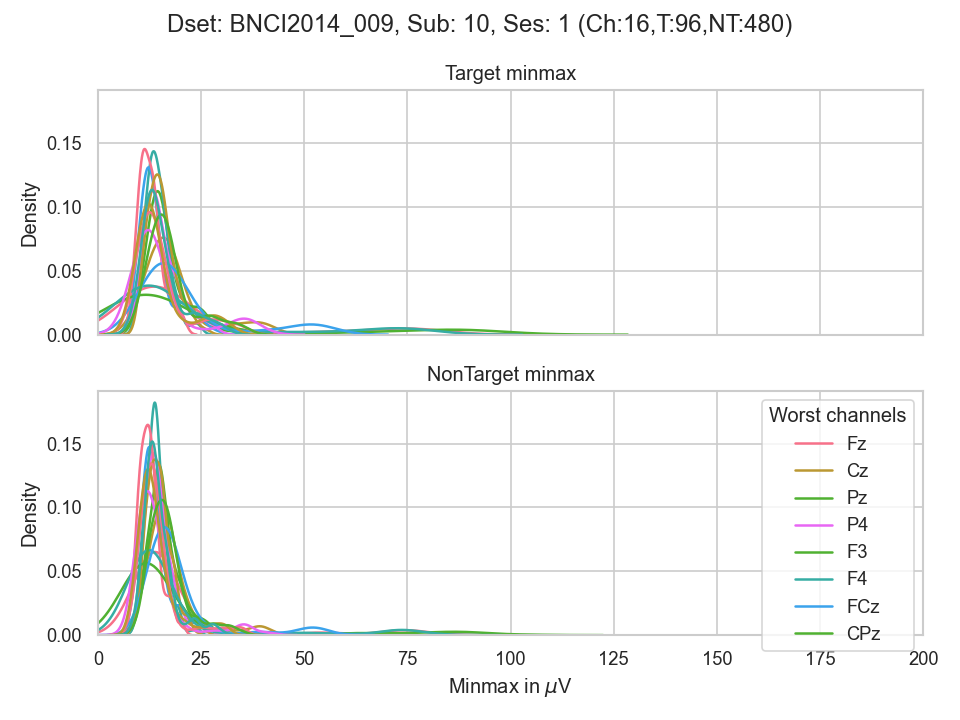 Dset: BNCI2014_009, Sub: 10, Ses: 1 (Ch:16,T:96,NT:480)
Target minmax
Density
0.15
0.10
0.05
0.00
NonTarget minmax
Density
0.15
0.10
0.05
0.00
Worst channels
Fz
Cz
Pz
P4
F3
F4
FCz
CPz
0 25 50 75 100 125 150 175 200
Minmax in μV